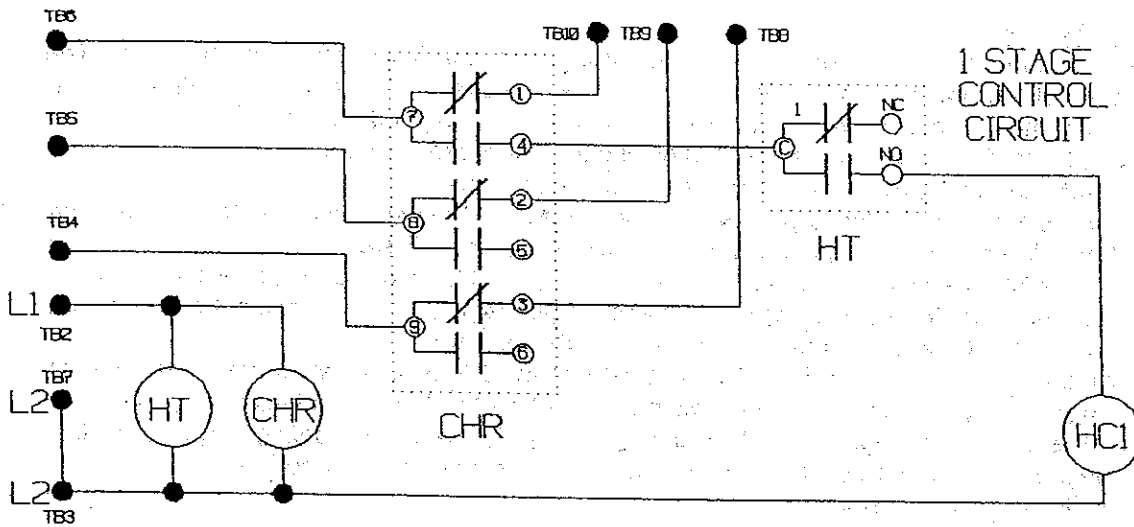 TB6
TB10
TB9
TB8
1 STAGE
CONTROL
CIRCUIT
1
7
4
1
NC
TB5
C
NO
2
8
5
HT
TB4
3
9
6
L1
TB2
TB7
L2
HT
CHR
CHR
HC1
L2
TB3